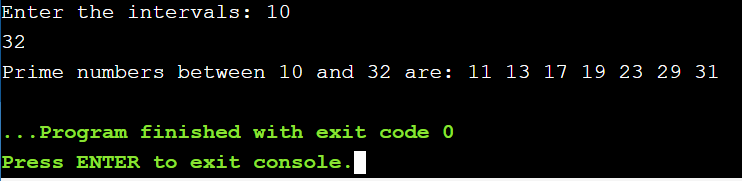 Enter the intervals: 10
32
Prime numbers between 10 and 32 are: 11 13 17 19 23 29 31
...Program finished with exit code 0
Press ENTER to exit console.